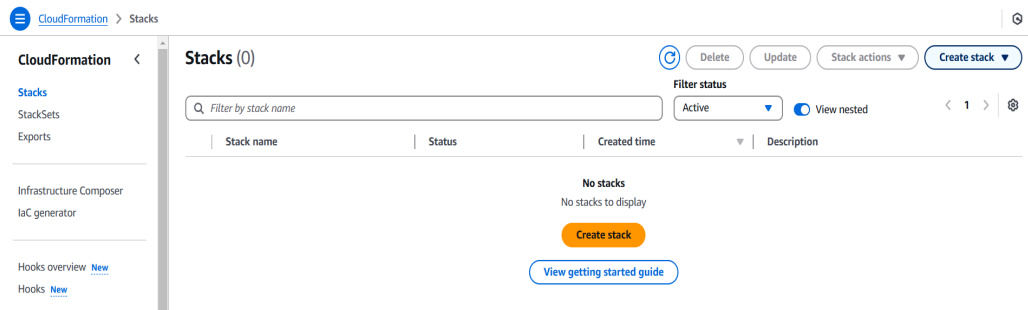 CloudFormation > Stacks
CloudFormation
Stacks
StackSets
Exports
Infrastructure Composer
IaC generator
Hooks overview New
Hooks New
Stacks (0)
Delete
Update
Stack actions
Create stack
Filter status
Filter by stack name
Active
View nested
1
Stack name
Status
Created time
Description
No stacks
No stacks to display
Create stack
View getting started guide